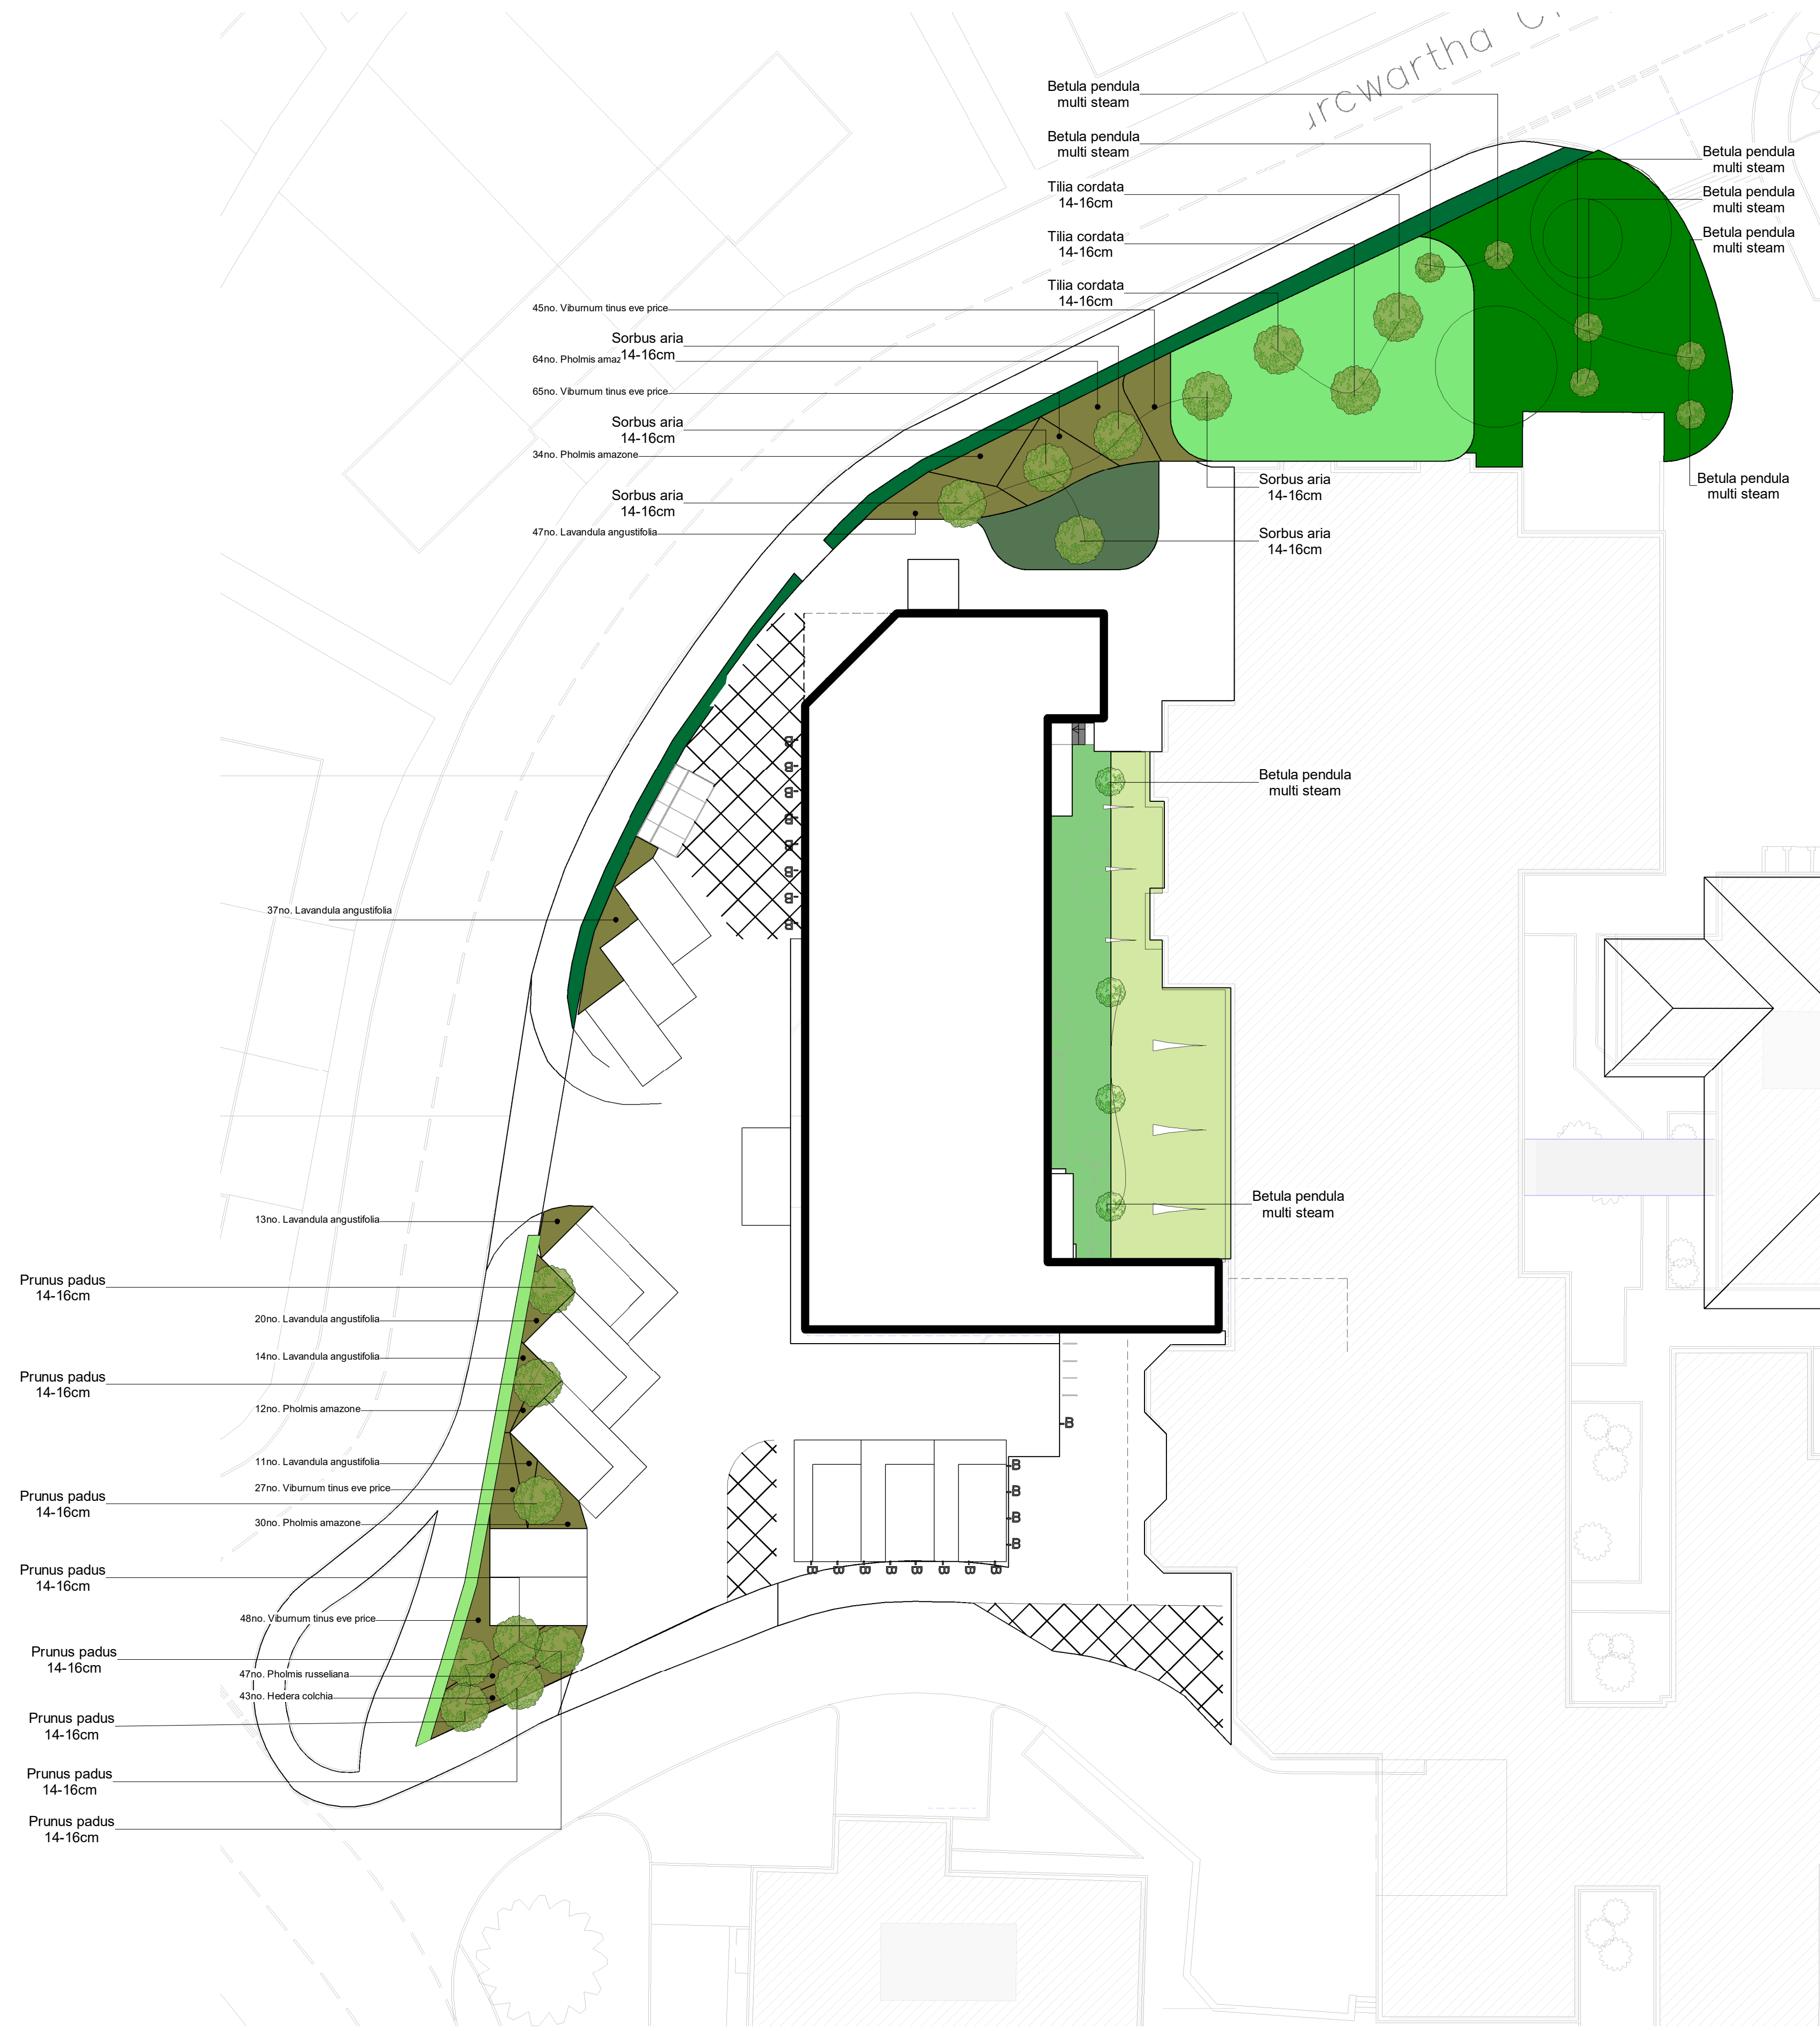 urcwartha
Betula pendula
multi steam
Betula pendula
multi steam
Betula pendula
multi steam
Tilia cordata
14-16cm
Betula pendula
multi steam
Tilia cordata
14-16cm
Betula pendula
multi steam
Tilia cordata
14-16cm
45no. Viburnum tinus eve price
Sorbus aria
14-16cm
64no. Pholmis amaz
65no. Viburnum tinus eve price
Sorbus aria
14-16cm
34no. Pholmis amazone
Sorbus aria
14-16cm
Betula pendula
multi steam
Sorbus aria
14-16cm
47no. Lavandula angustifolia
Sorbus aria
14-16cm
B
B
B
B
B
B
B
B
Betula pendula
multi steam
37no. Lavandula angustifolia
Betula pendula
multi steam
13no. Lavandula angustifolia
Prunus padus
14-16cm
20no. Lavandula angustifolia
14no. Lavandula angustifolia
Prunus padus
14-16cm
12no. Pholmis amazone
B
11no. Lavandula angustifolia
B
27no. Viburnum tinus eve price
B
Prunus padus
14-16cm
30no. Pholmis amazone
B
B
B
B
B
B
B
B
B
B
Prunus padus
14-16cm
48no. Viburnum tinus eve price
Prunus padus
14-16cm
47no. Pholmis russeliana
43no. Hedera colchia
Prunus padus
14-16cm
Prunus padus
14-16cm
Prunus padus
14-16cm